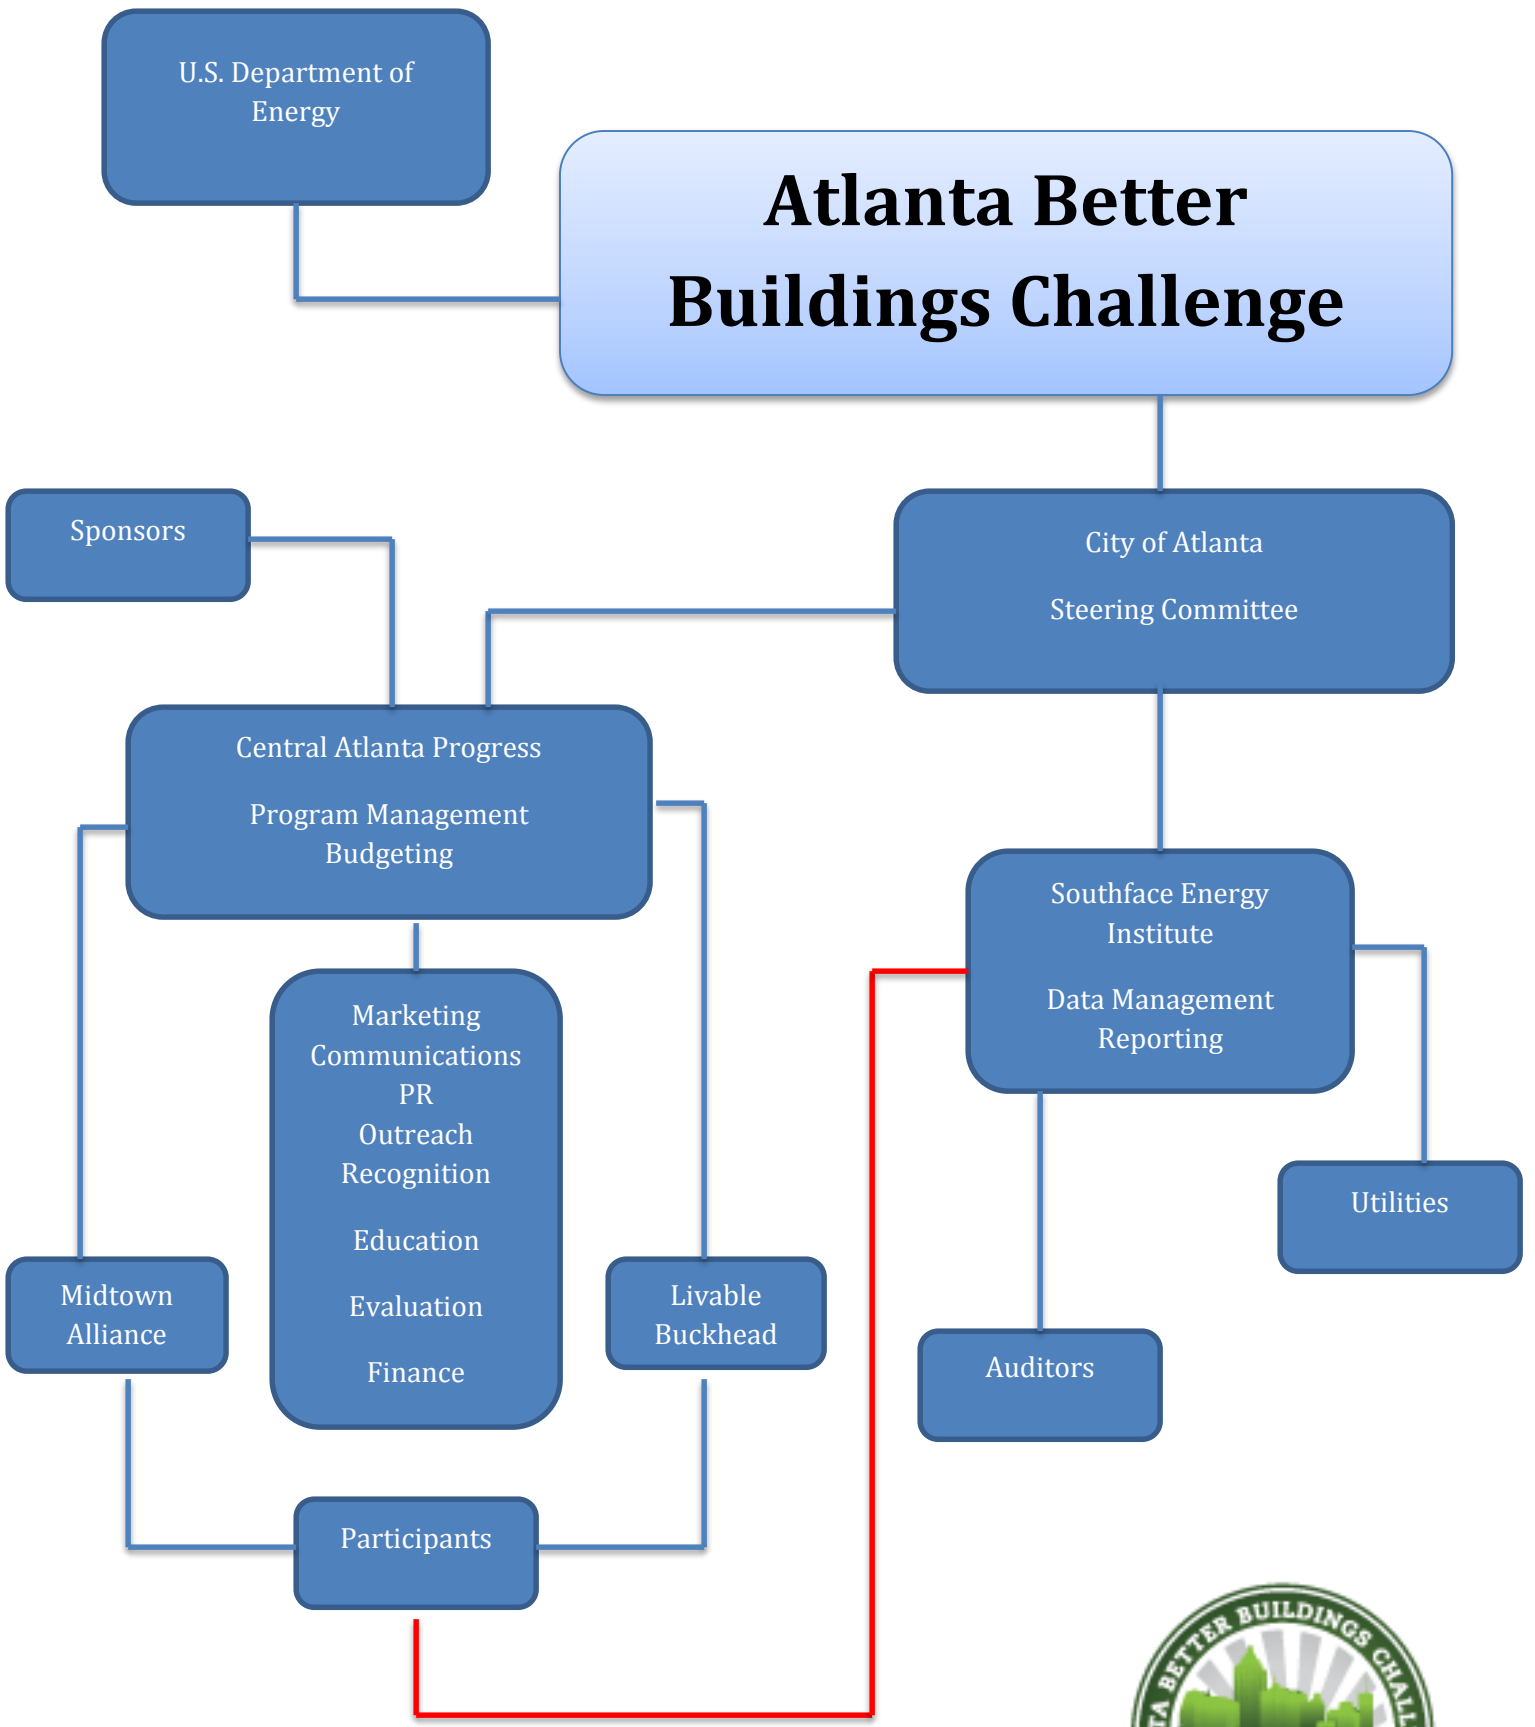 U.S. Department of
Energy
Atlanta Better
Buildings Challenge
Sponsors
City of Atlanta
Steering Committee
Central Atlanta Progress
Program Management
Budgeting
Southface Energy
Institute
Data Management
Reporting
Marketing
Communications
PR
Outreach
Recognition
Education
Evaluation
Finance
Utilities
Midtown
Alliance
Livable
Buckhead
Auditors
Participants
TA BETTER BUILDINGS CHALL